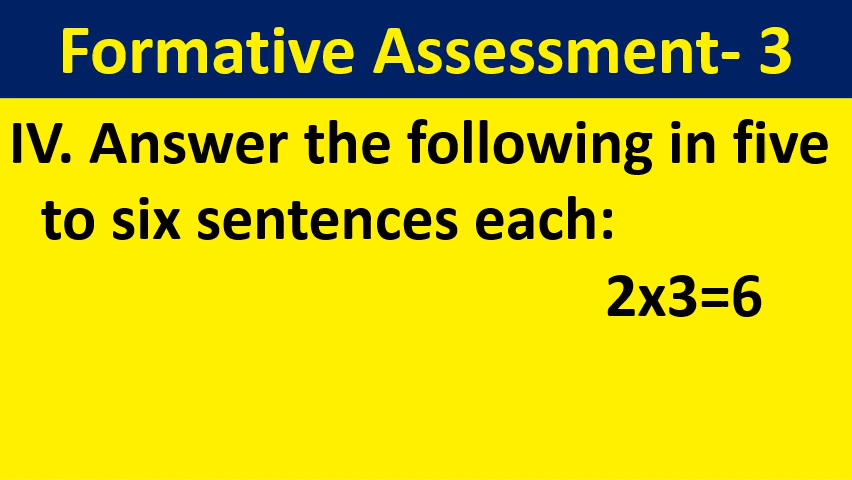 Formative Assessment- 3
IV. Answer the following in five
to six sentences each:
2x3=6